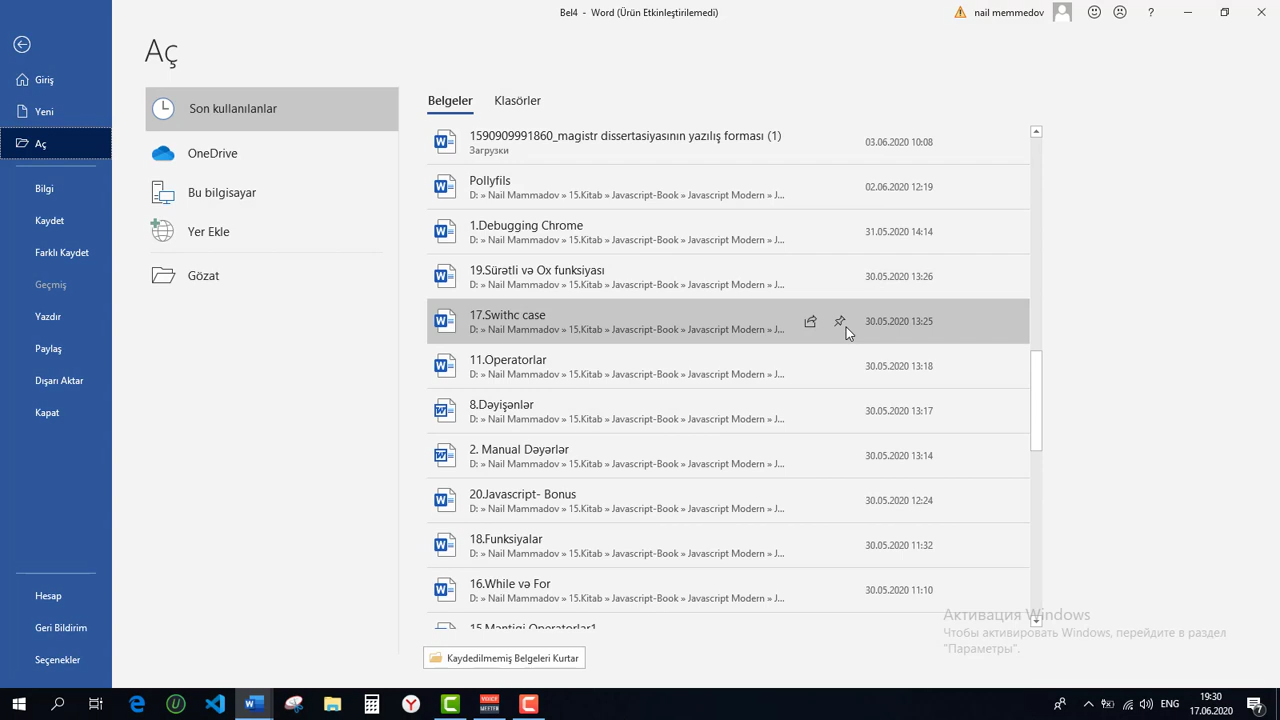 Bel4 - Word (Ürün Etkinleştirilemedi)
nail memmedov
?
Aç
Giriş
Yeni
Aç
Bilgi
Kaydet
Farklı Kaydet
Geçmiş
Yazdır
Paylaş
Dışarı Aktar
Kapat
Hesap
Geri Bildirim
Seçenekler
Son kullanılanlar
OneDrive
Bu bilgisayar
Yer Ekle
Gözat
Belgeler Klasörler
1590909991860_magistr dissertasiyasının yazılış forması (1)
Загрузки
03.06.2020 10:08
Pollyfils
D: » Nail Mammadov » 15.Kitab » Javascript-Book » Javascript Modern » J...
02.06.2020 12:19
1.Debugging Chrome
D: » Nail Mammadov » 15.Kitab » Javascript-Book » Javascript Modern » J...
31.05.2020 14:14
19.Sürətli və Ox funksiyası
D: » Nail Mammadov » 15.Kitab » Javascript-Book » Javascript Modern » J...
30.05.2020 13:26
17.Swithc case
D: » Nail Mammadov » 15.Kitab » Javascript-Book » Javascript Modern » J...
30.05.2020 13:25
11.Operatorlar
D: » Nail Mammadov » 15.Kitab » Javascript-Book » Javascript Modern » J...
30.05.2020 13:18
8.Dəyişənlər
D: » Nail Mammadov » 15.Kitab » Javascript-Book » Javascript Modern » J...
30.05.2020 13:17
2. Manual Dəyərlər
D: » Nail Mammadov » 15.Kitab » Javascript-Book » Javascript Modern » J...
30.05.2020 13:14
20.Javascript- Bonus
D: » Nail Mammadov » 15.Kitab » Javascript-Book » Javascript Modern » J...
30.05.2020 12:24
18.Funksiyalar
D: » Nail Mammadov » 15.Kitab » Javascript-Book » Javascript Modern » J...
30.05.2020 11:32
16.While və For
D: » Nail Mammadov » 15.Kitab » Javascript-Book » Javascript Modern » J...
30.05.2020 11:10
15.Məntiqi Operatorlar1
Kaydedilmemiş Belgeleri Kurtar
Активация Windows
Чтобы активировать Windows, перейдите в раздел
"Параметры".
ENG
19:30
17.06.2020